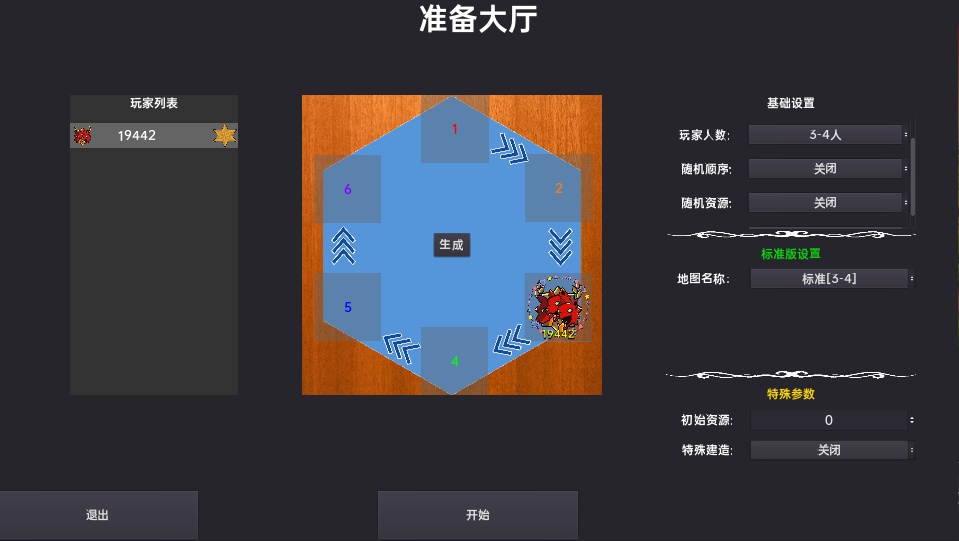 准备大厅
玩家列表
19442
1
2
6
生成
5
19442
4
基础设置
玩家人数: 3-4人
随机顺序: 关闭
随机资源: 关闭
标准版设置
地图名称: 标准[3-4]
特殊参数
初始资源: 0
特殊建造: 关闭
退出
开始